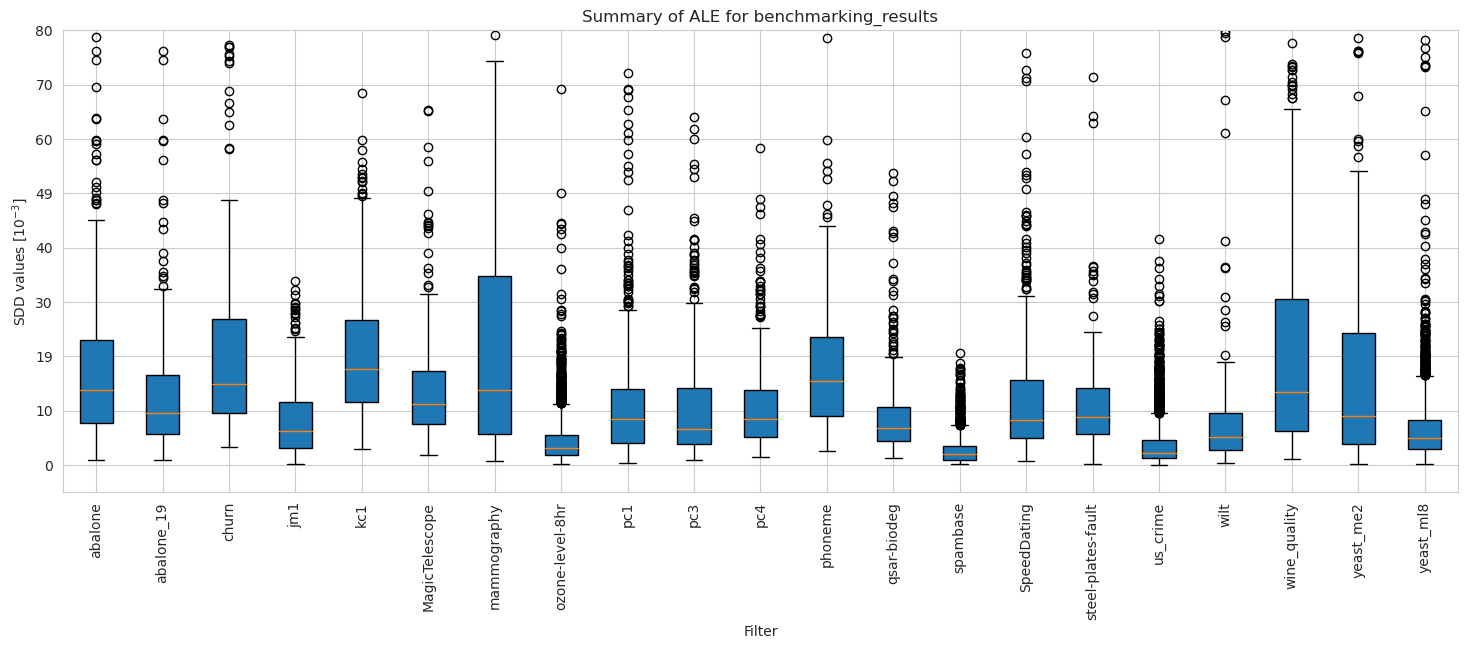 Summary of ALE for benchmarking_results
80
70
60
49
40
30
19
10
0
SDD values [10⁻³]
abalone
abalone_19
churn
jm1
kc1
MagicTelescope
mammography
ozone-level-8hr
pc1
pc3
pc4
phoneme
qsar-biodeg
spambase
SpeedDating
steel-plates-fault
us_crime
wilt
wine_quality
yeast_me2
yeast_ml8
Filter